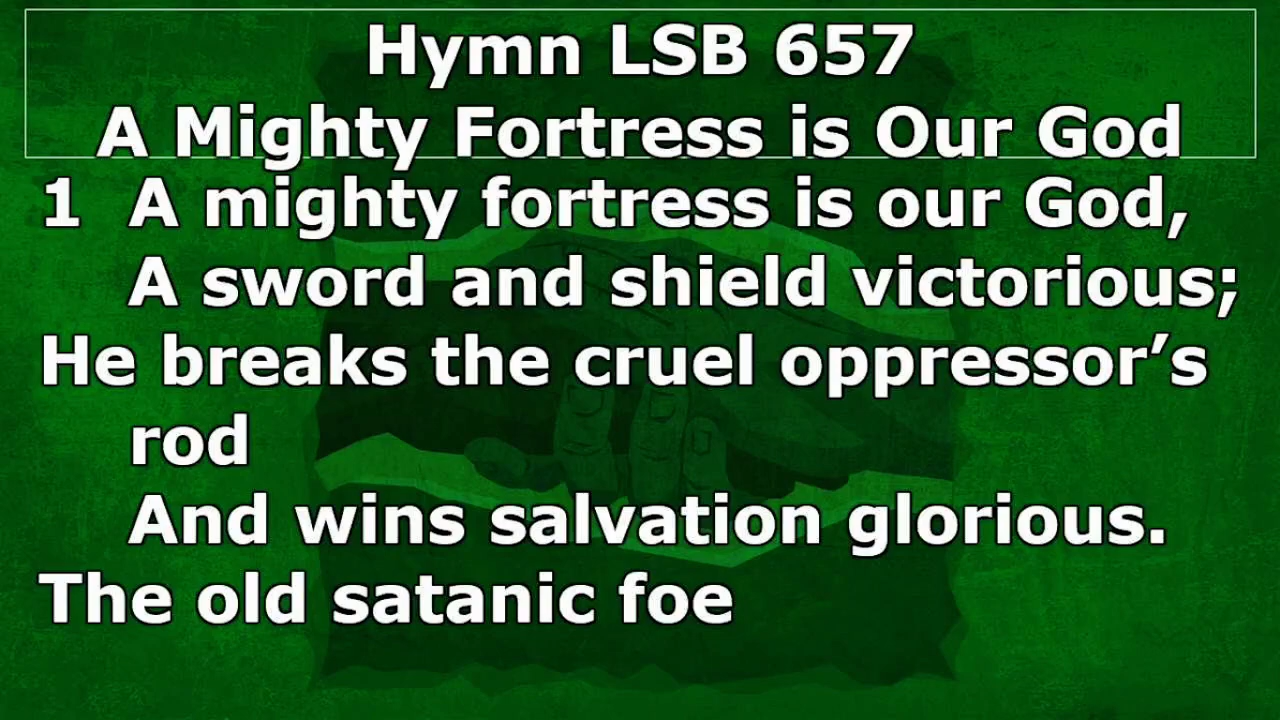 Hymn LSB 657
A Mighty Fortress is Our God
1 A mighty fortress is our God,
A sword and shield victorious;
He breaks the cruel oppressor’s
rod
And wins salvation glorious.
The old satanic foe